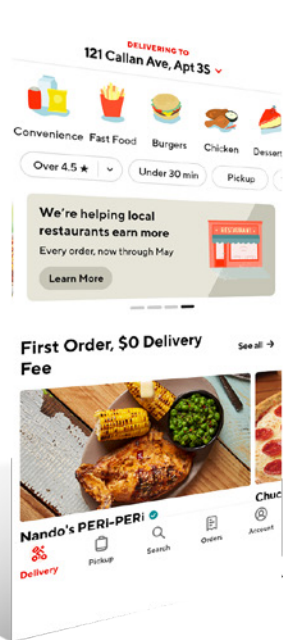 DELIVERING TO
121 Callan Ave, Apt 3S
Convenience Fast Food Burgers Chicken Dessert
Over 4.5 ★ Under 30 min Pickup
We're helping local
restaurants earn more
Every order, now through May
Learn More
RESTAURANT
First Order, $0 Delivery
Fee
See all →
Nando's PERi-PERi
Chuc
Delivery Pickup Search Orders Account